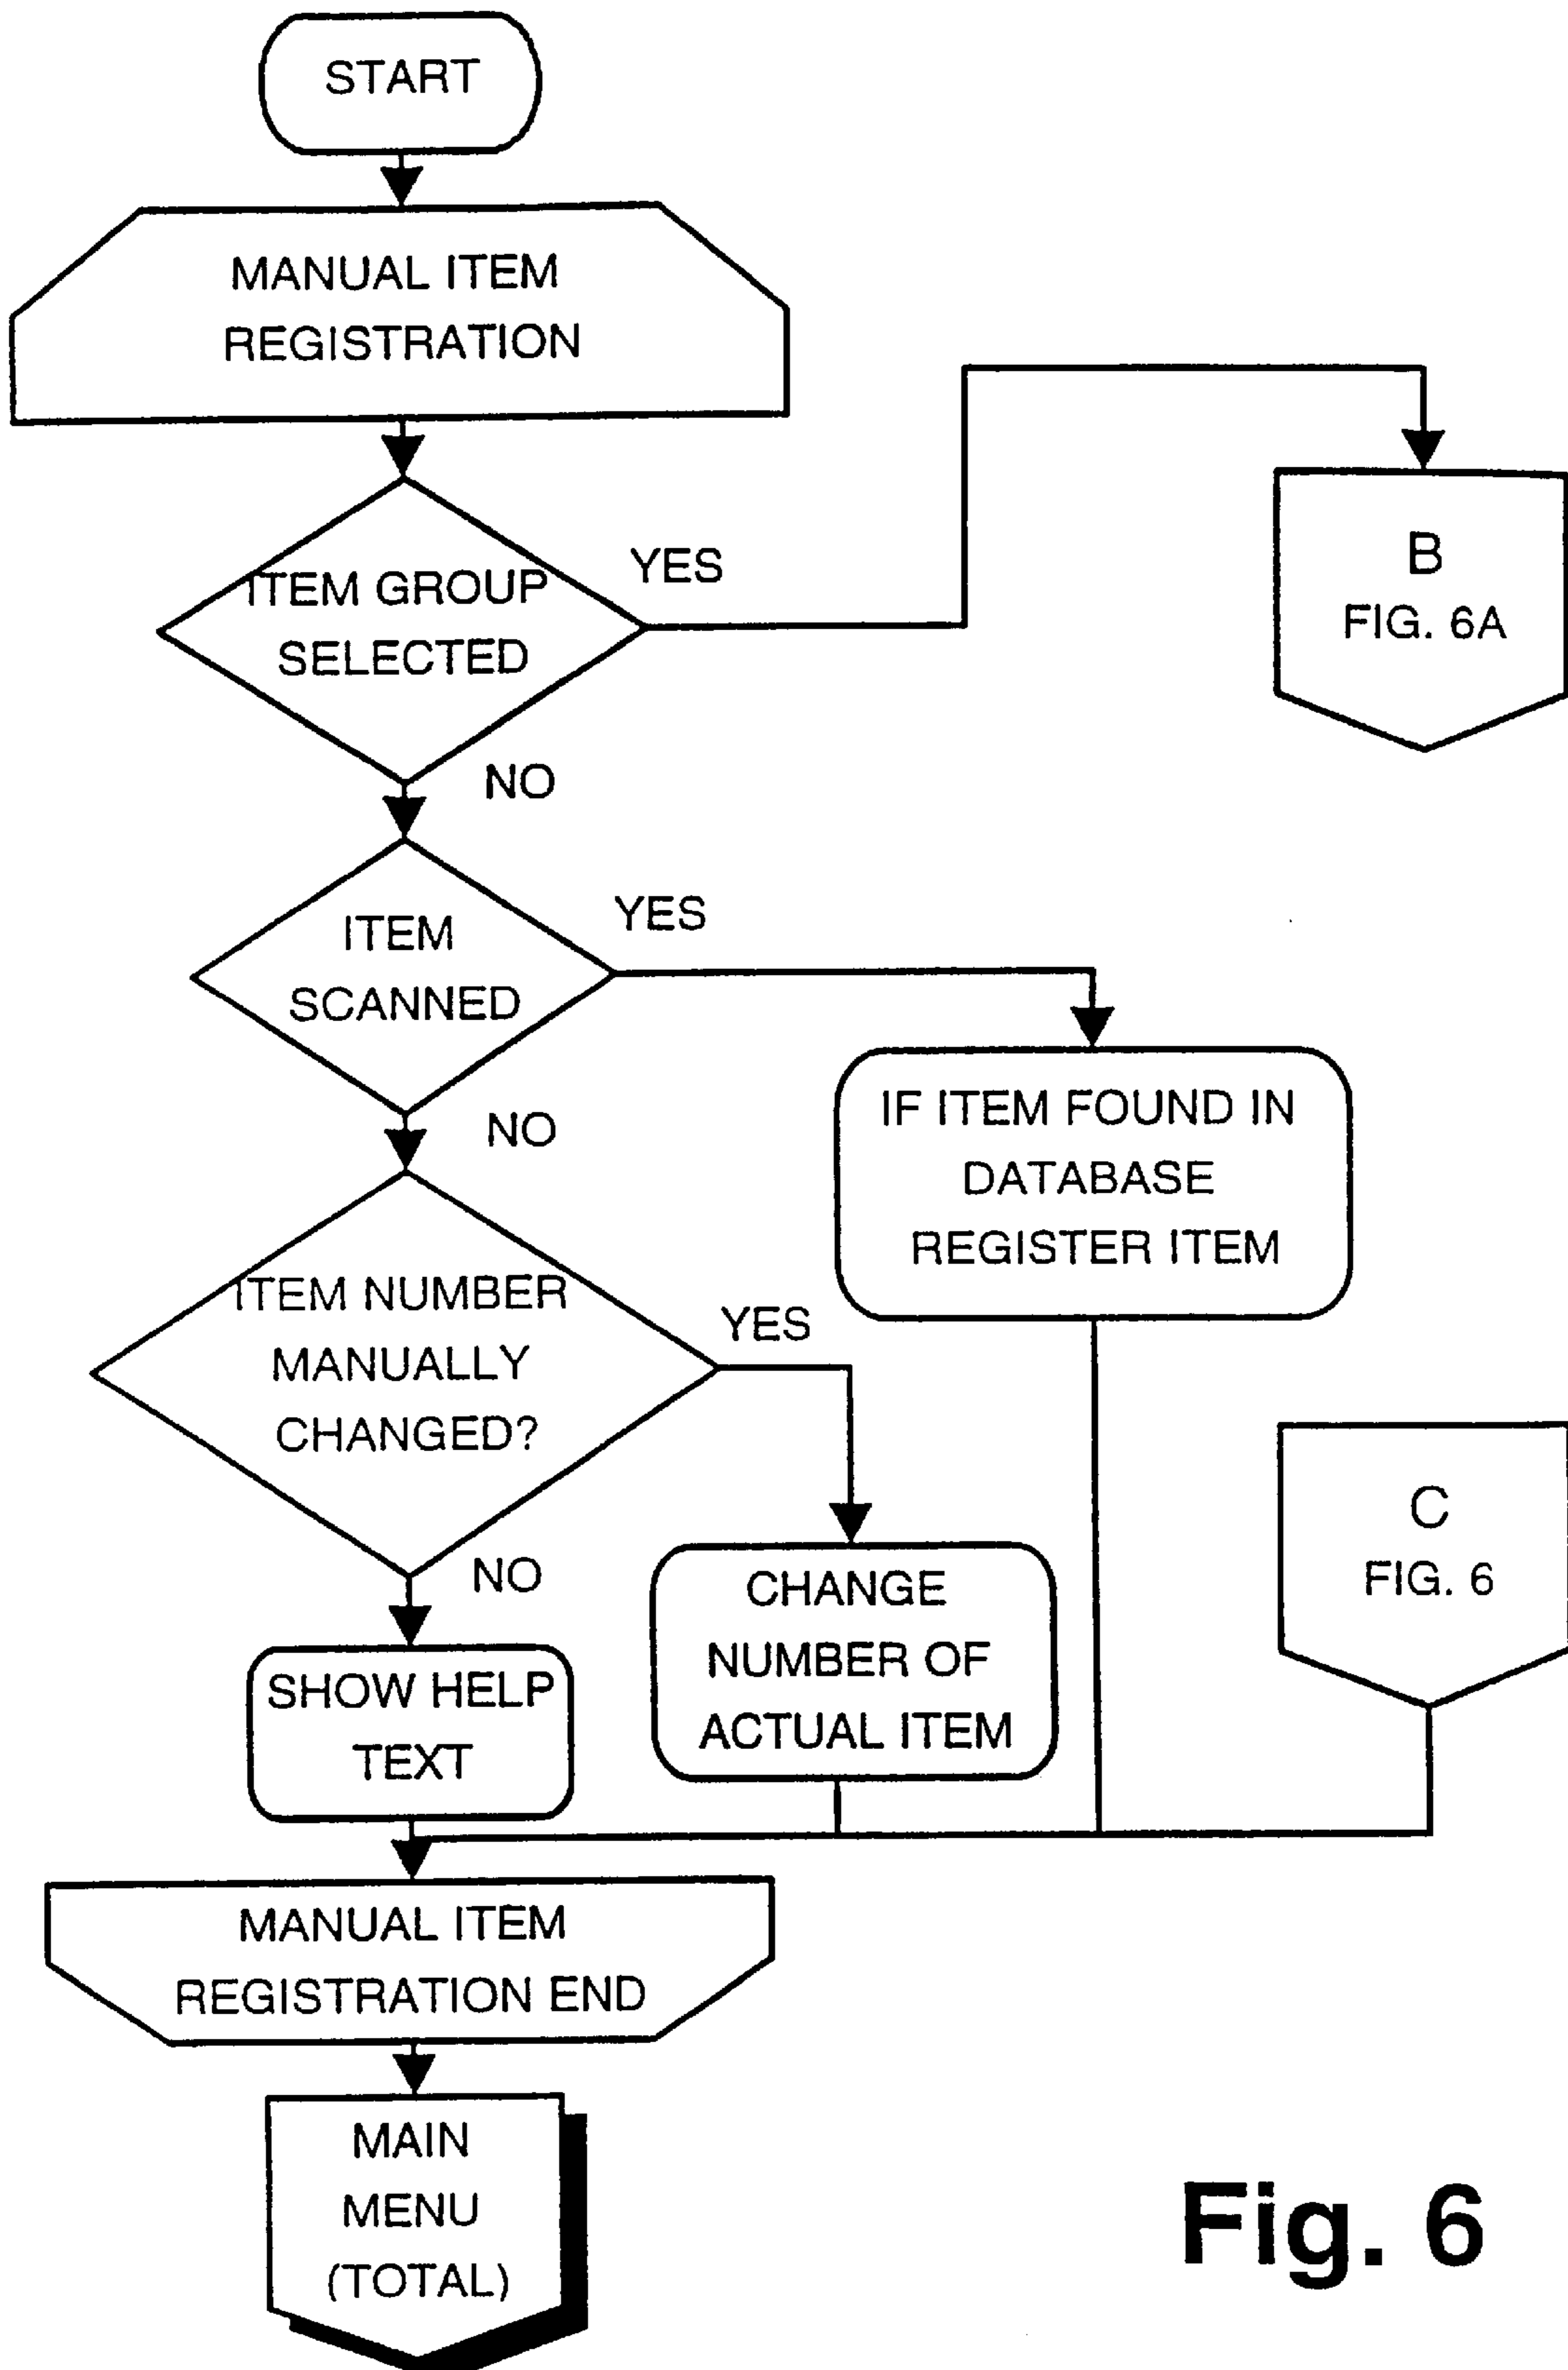 START
MANUAL ITEM
REGISTRATION
ITEM GROUP
SELECTED
YES
B
FIG. 6A
NO
ITEM
SCANNED
YES
IF ITEM FOUND IN
DATABASE
REGISTER ITEM
NO
ITEM NUMBER
MANUALLY
CHANGED?
YES
CHANGE
NUMBER OF
ACTUAL ITEM
C
FIG. 6
NO
SHOW HELP
TEXT
MANUAL ITEM
REGISTRATION END
MAIN
MENU
(TOTAL)
Fig. 6